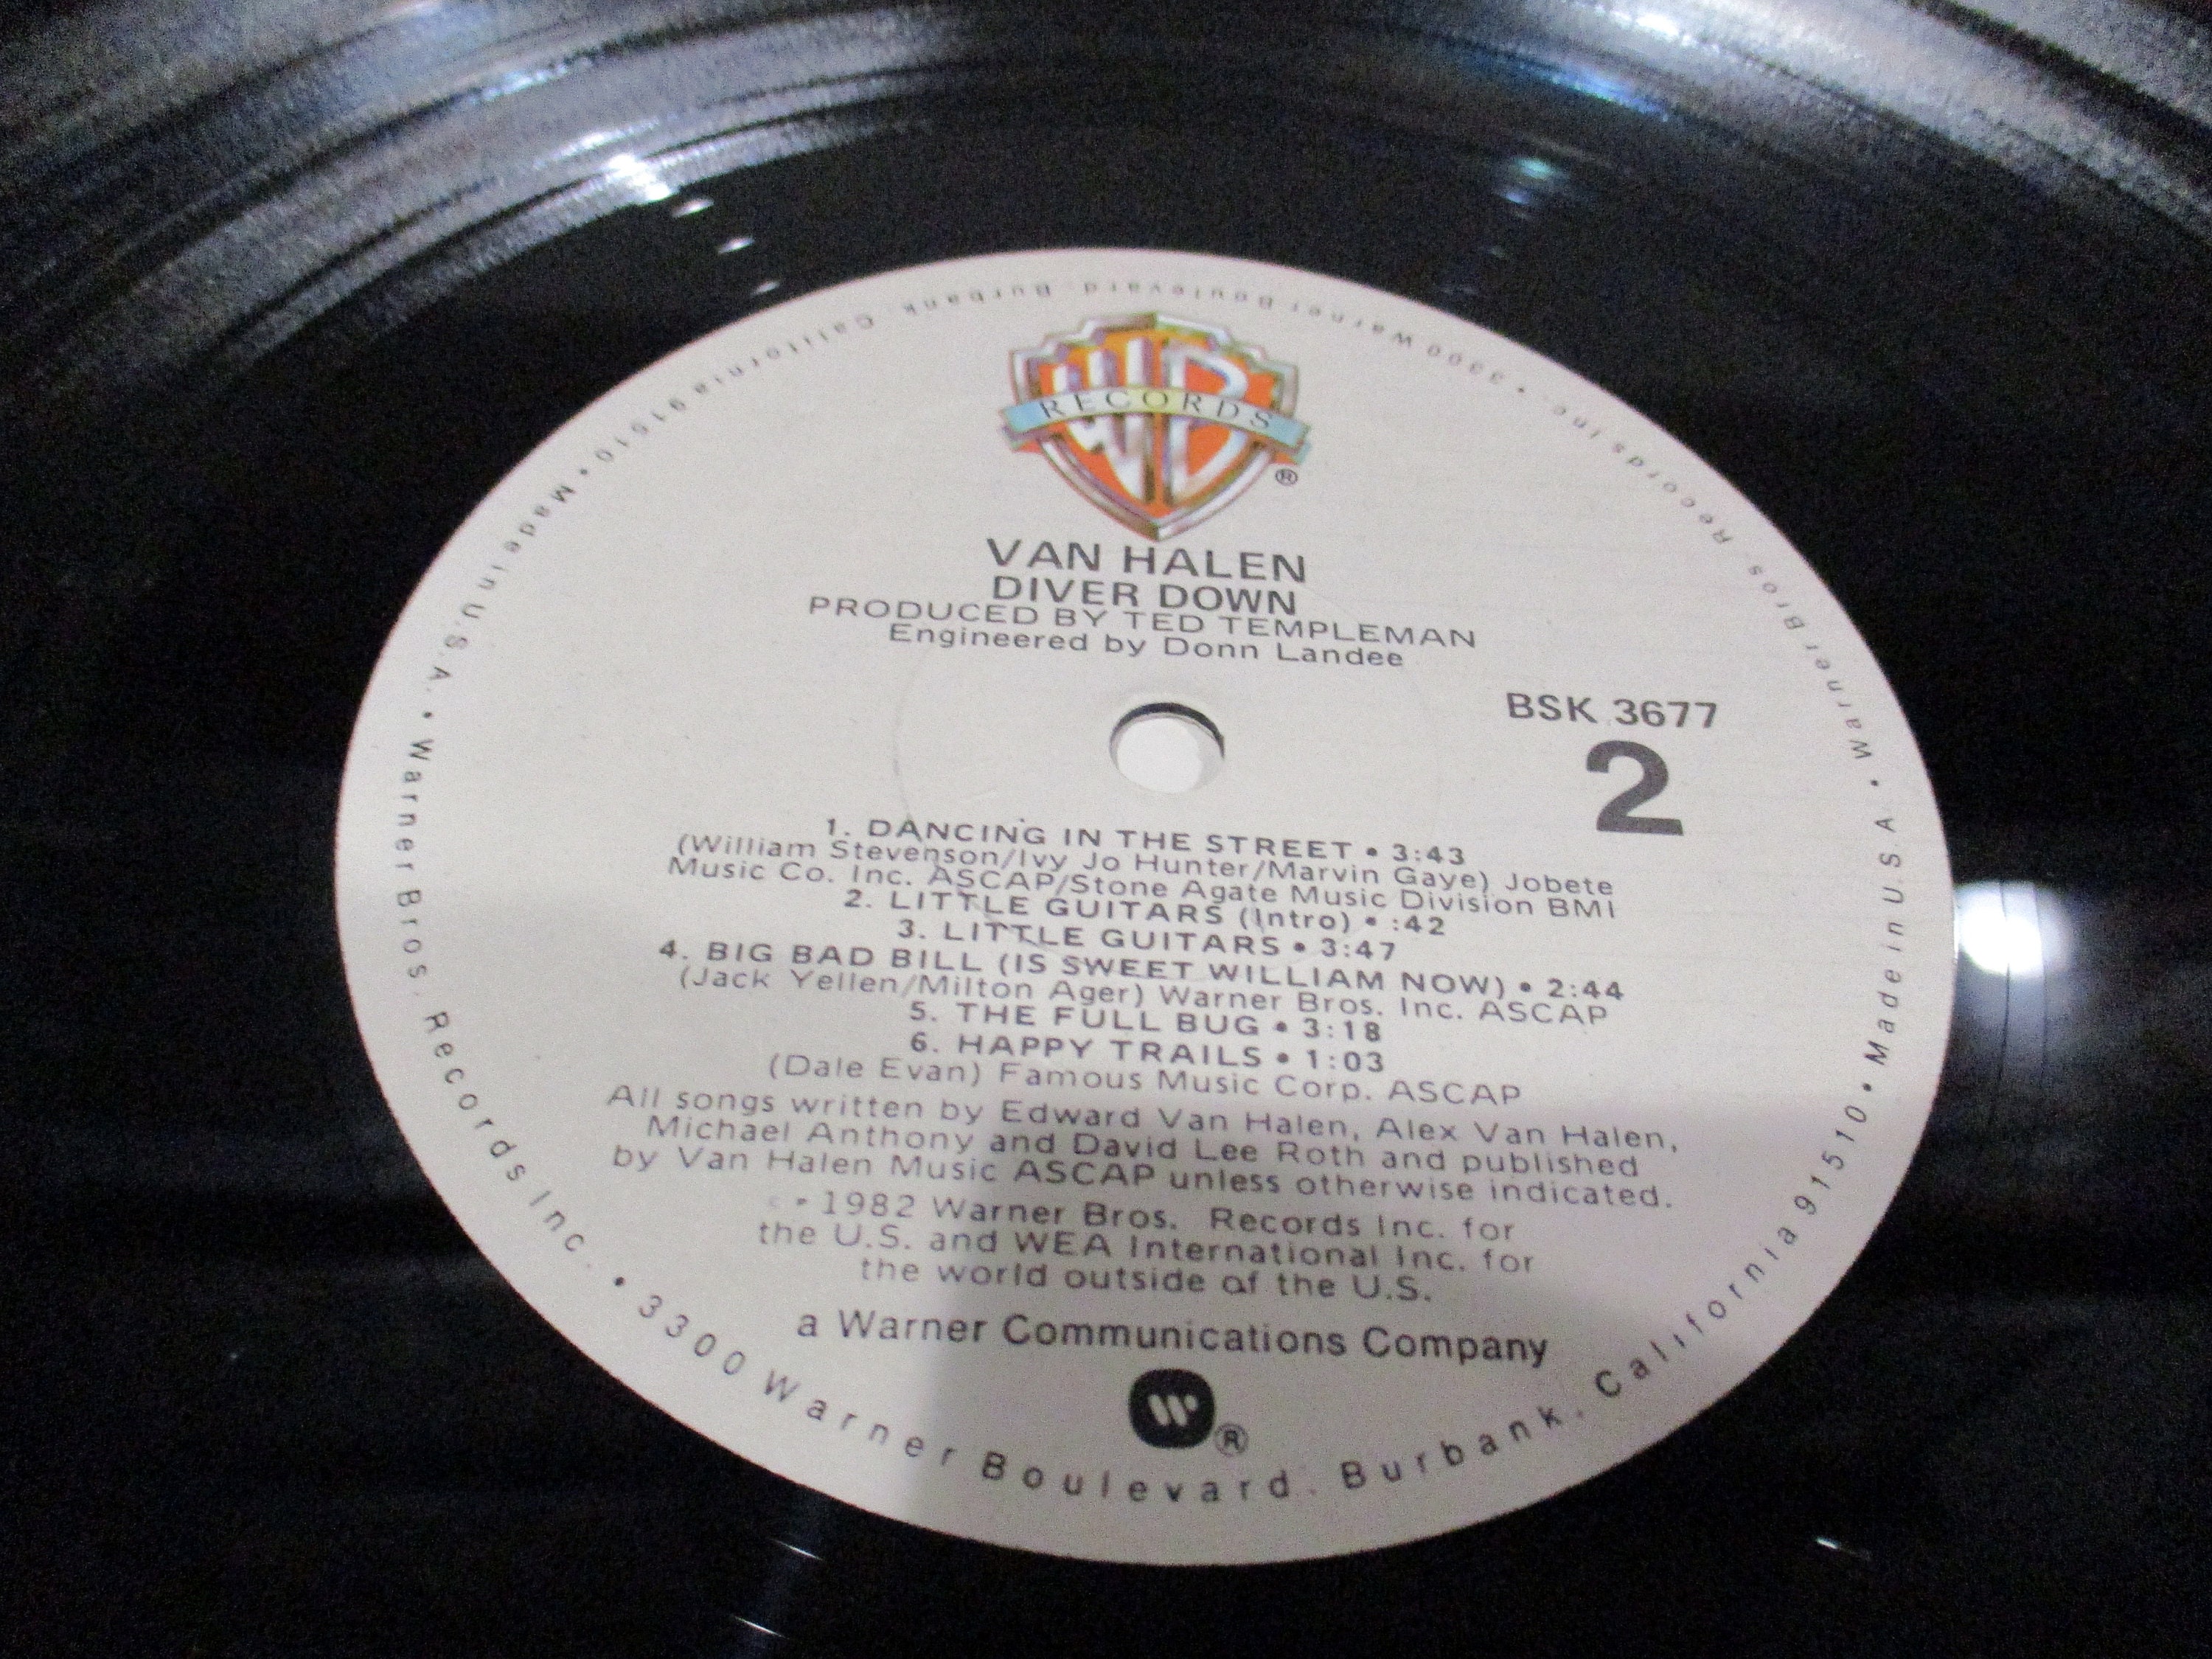 WB
RECORDS
®
VAN HALEN
DIVER DOWN
PRODUCED BY TED TEMPLEMAN
Engineered by Donn Landee
BSK 3677
2
1. DANCING IN THE STREET • 3:43
(William Stevenson/Ivy Jo Hunter/Marvin Gaye) Jobete
Music Co. Inc. ASCAP/Stone Agate Music Division BMI
2. LITTLE GUITARS (Intro) • :42
3. LITTLE GUITARS • 3:47
4. BIG BAD BILL (IS SWEET WILLIAM NOW) • 2:44
(Jack Yellen/Milton Ager) Warner Bros. Inc. ASCAP
5. THE FULL BUG • 3:18
6. HAPPY TRAILS • 1:03
(Dale Evan) Famous Music Corp. ASCAP
All songs written by Edward Van Halen, Alex Van Halen,
Michael Anthony and David Lee Roth and published
by Van Halen Music ASCAP unless otherwise indicated.
1982 Warner Bros. Records Inc. for
the U.S. and WEA International Inc. for
the world outside of the U.S.
a Warner Communications Company
W ®
Warner Bros. Records Inc. • 3300 Warner Boulevard. Burbank. California 91510 • Made in U.S.A. •
Warner Bros. Records Inc. • 3300 Warner Boulevard. Burbank. California 91510 • Made in U.S.A. •